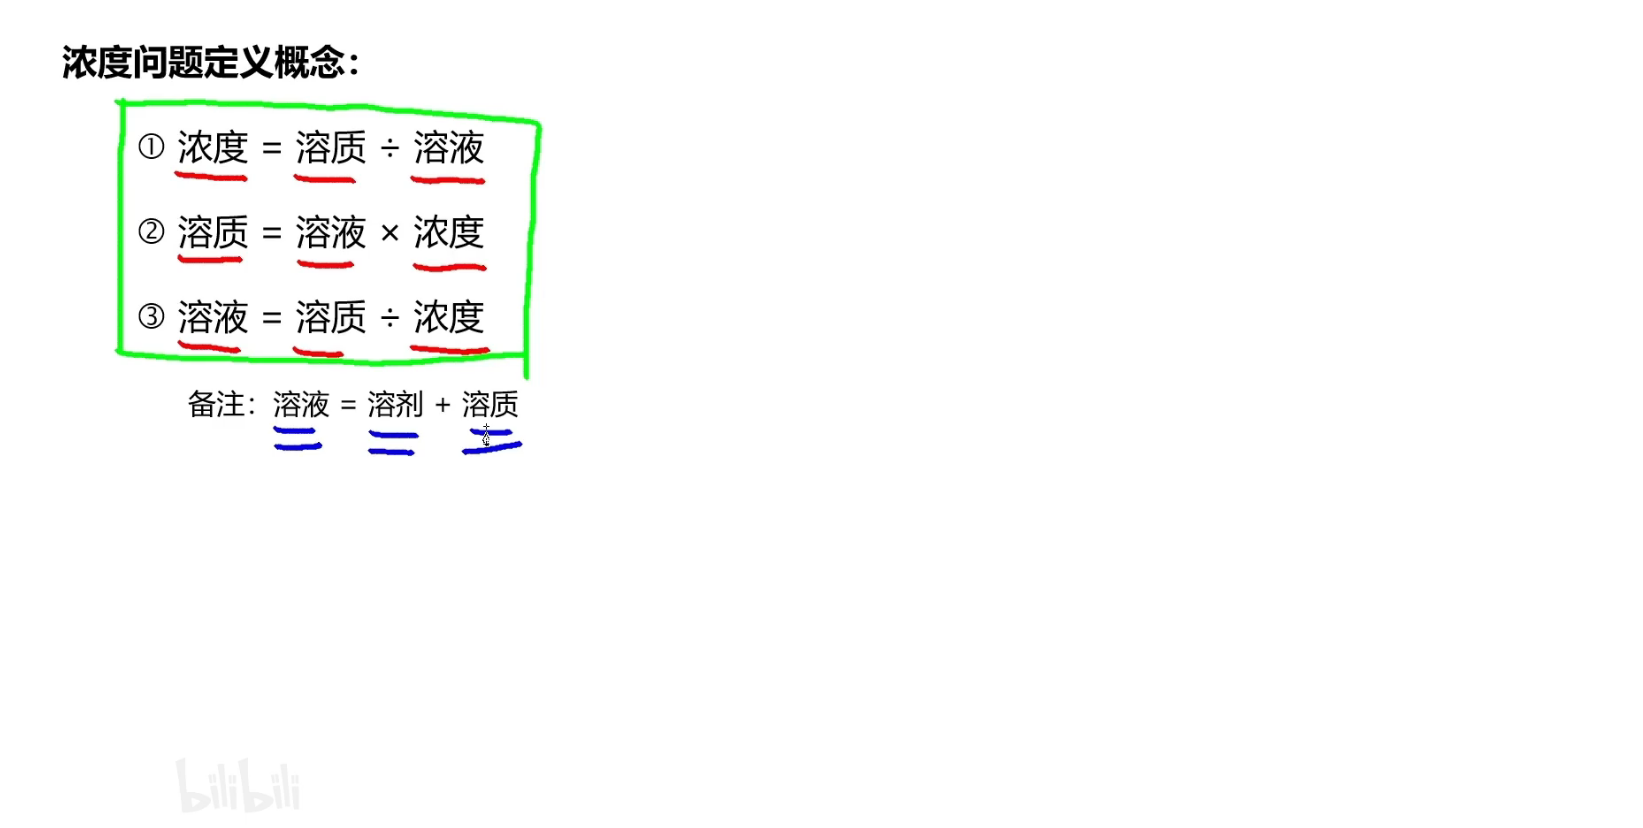 浓度问题定义概念：
① 浓度 = 溶质 ÷ 溶液
② 溶质 = 溶液 × 浓度
③ 溶液 = 溶质 ÷ 浓度
备注：溶液 = 溶剂 + 溶质
bilibili